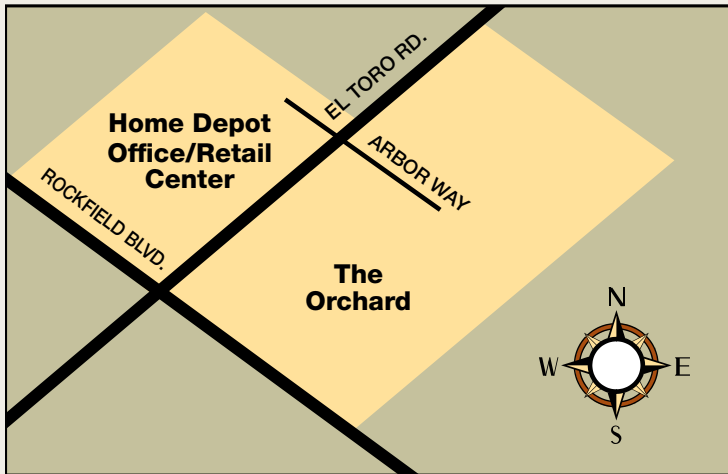 EL TORO RD.
Home Depot
Office/Retail
Center
ARBOR WAY
ROCKFIELD BLVD.
The
Orchard
N
W
E
S